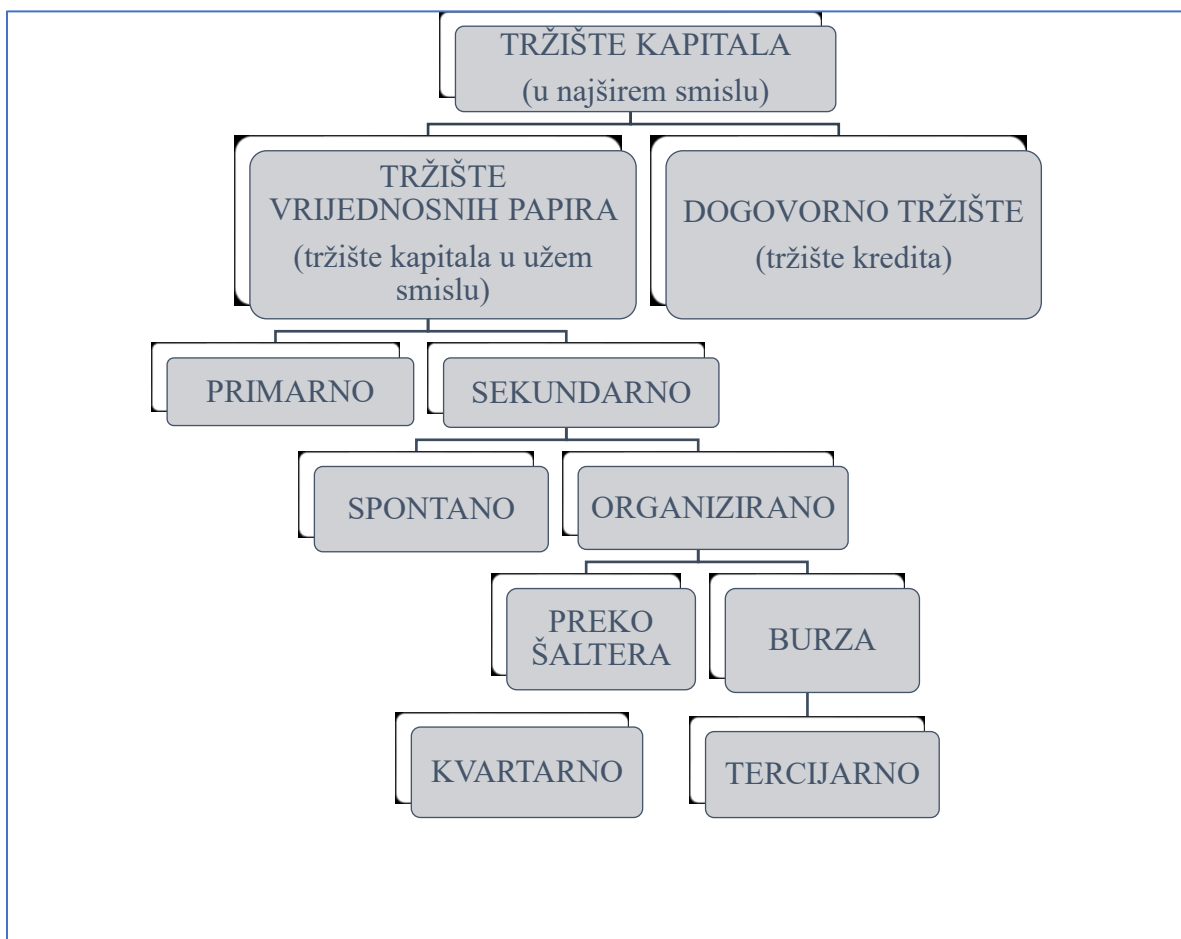 TRŽIŠTE KAPITALA
(u najširem smislu)
TRŽIŠTE
VRIJEDNOSNIH PAPIRA
(tržište kapitala u užem
smislu)
DOGOVORNO TRŽIŠTE
(tržište kredita)
PRIMARNO
SEKUNDARNO
SPONTANO
ORGANIZIRANO
PREKO
ŠALTERA
BURZA
KVARTARNO
TERCIJARNO